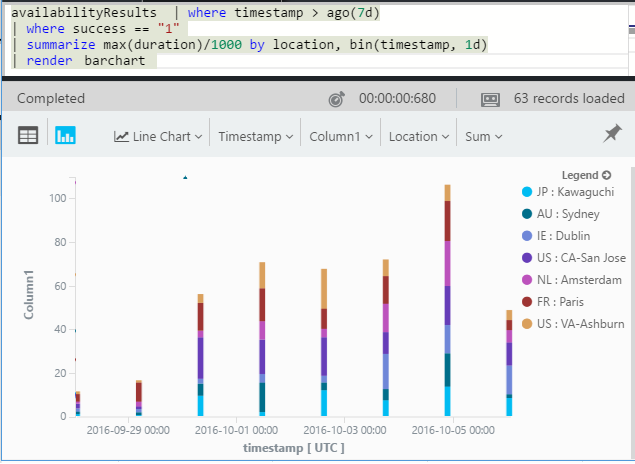 availabilityResults | where timestamp > ago(7d)
| where success == "1"
| summarize max(duration)/1000 by location, bin(timestamp, 1d)
| render barchart
Completed
00:00:00:680
63 records loaded
Line Chart
Timestamp
Column1
Location
Sum
Legend
JP : Kawaguchi
AU : Sydney
IE : Dublin
US : CA-San Jose
NL : Amsterdam
FR : Paris
US : VA-Ashburn
Column1
100
80
60
40
20
0
2016-09-29 00:00
2016-10-01 00:00
2016-10-03 00:00
2016-10-05 00:00
timestamp [ UTC ]